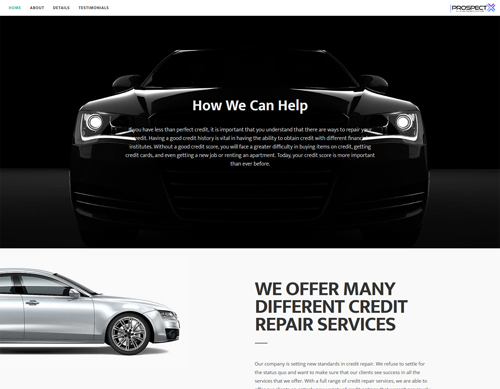 HOME ABOUT DETAILS TESTIMONIALS
PROSPECT X
How We Can Help
If you have less than perfect credit, it is important that you understand that there are ways to repair your
credit. Having a good credit history is vital in having the ability to obtain credit with different financial
institutes. Without a good credit score, you will face a greater difficulty in buying items on credit, getting
credit cards, and even getting a new job or renting an apartment. Today, your credit score is more important
than ever before.
WE OFFER MANY
DIFFERENT CREDIT
REPAIR SERVICES
Our company is setting new standards in credit repair. We refuse to settle for
the status quo and want to make sure that our clients see success in all the
services that we offer. With a full range of credit repair services, we are able to